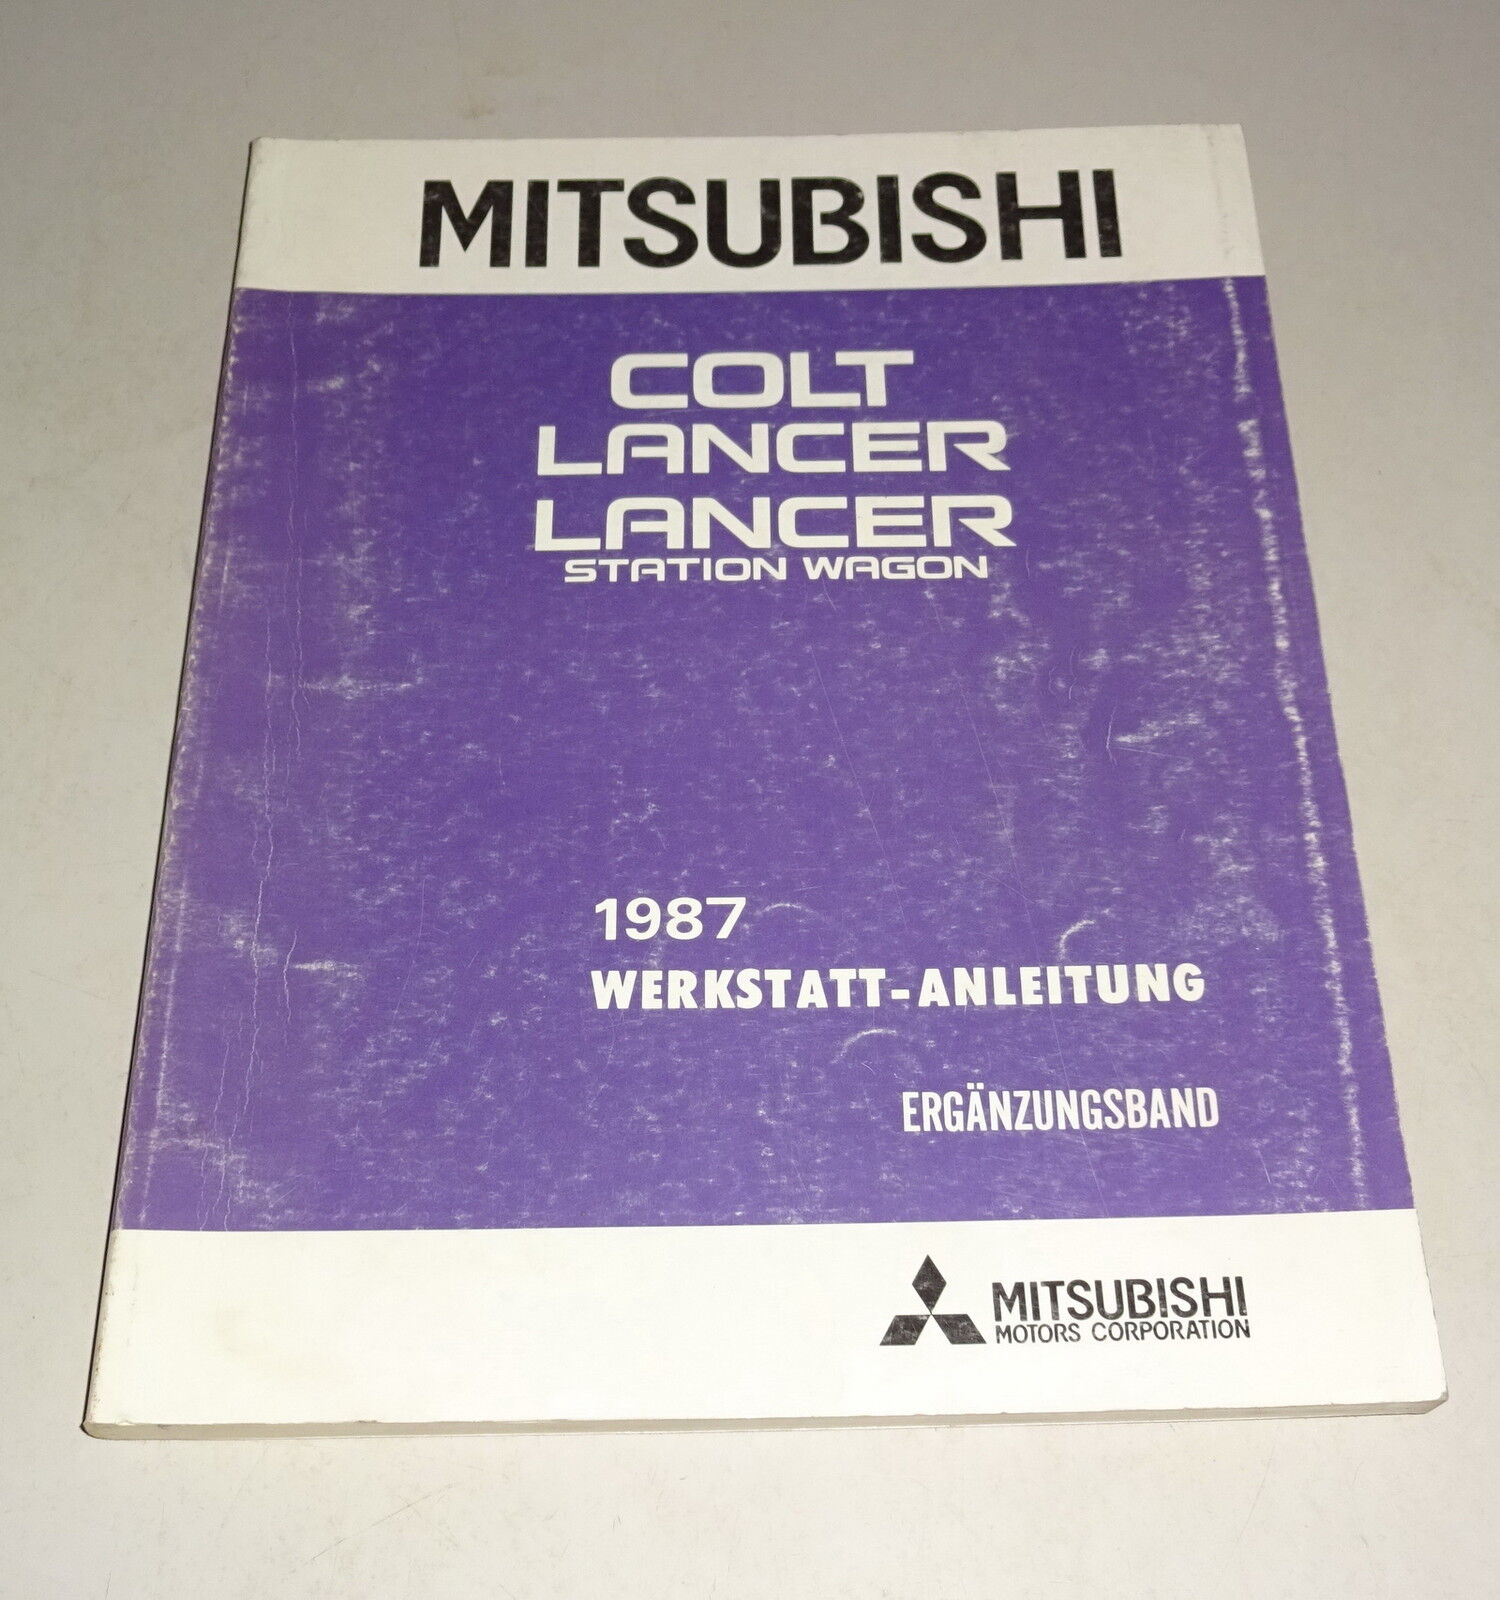 MITSUBISHI
COLT
LANCER
LANCER
STATION WAGON
1987
WERKSTATT-ANLEITUNG
ERGÄNZUNGSBAND
MITSUBISHI
MOTORS CORPORATION